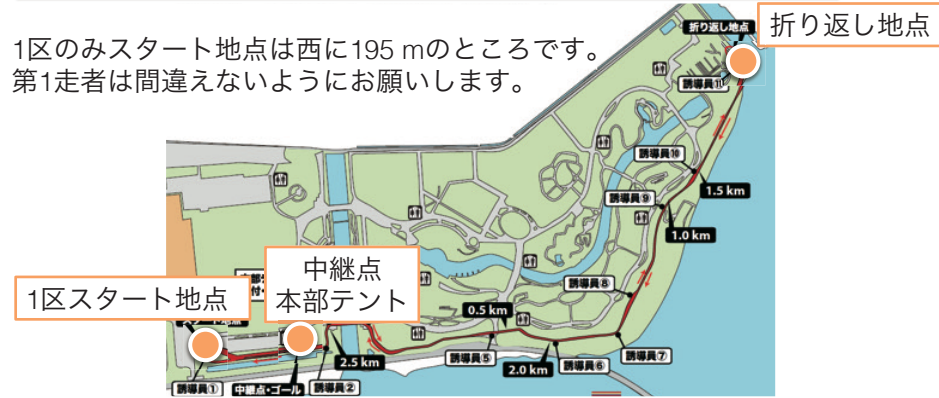 1区のみスタート地点は西に195 mのところです。
第1走者は間違えないようにお願いします。
折り返し地点
折り返し地点
誘導員⑪
誘導員⑩
1.5 km
誘導員⑨
1.0 km
誘導員⑧
0.5 km
誘導員⑦
誘導員⑥
2.0 km
誘導員⑤
中継点
本部テント
1区スタート地点
スタート地点
2.5 km
誘導員①
中継点・ゴール
誘導員②